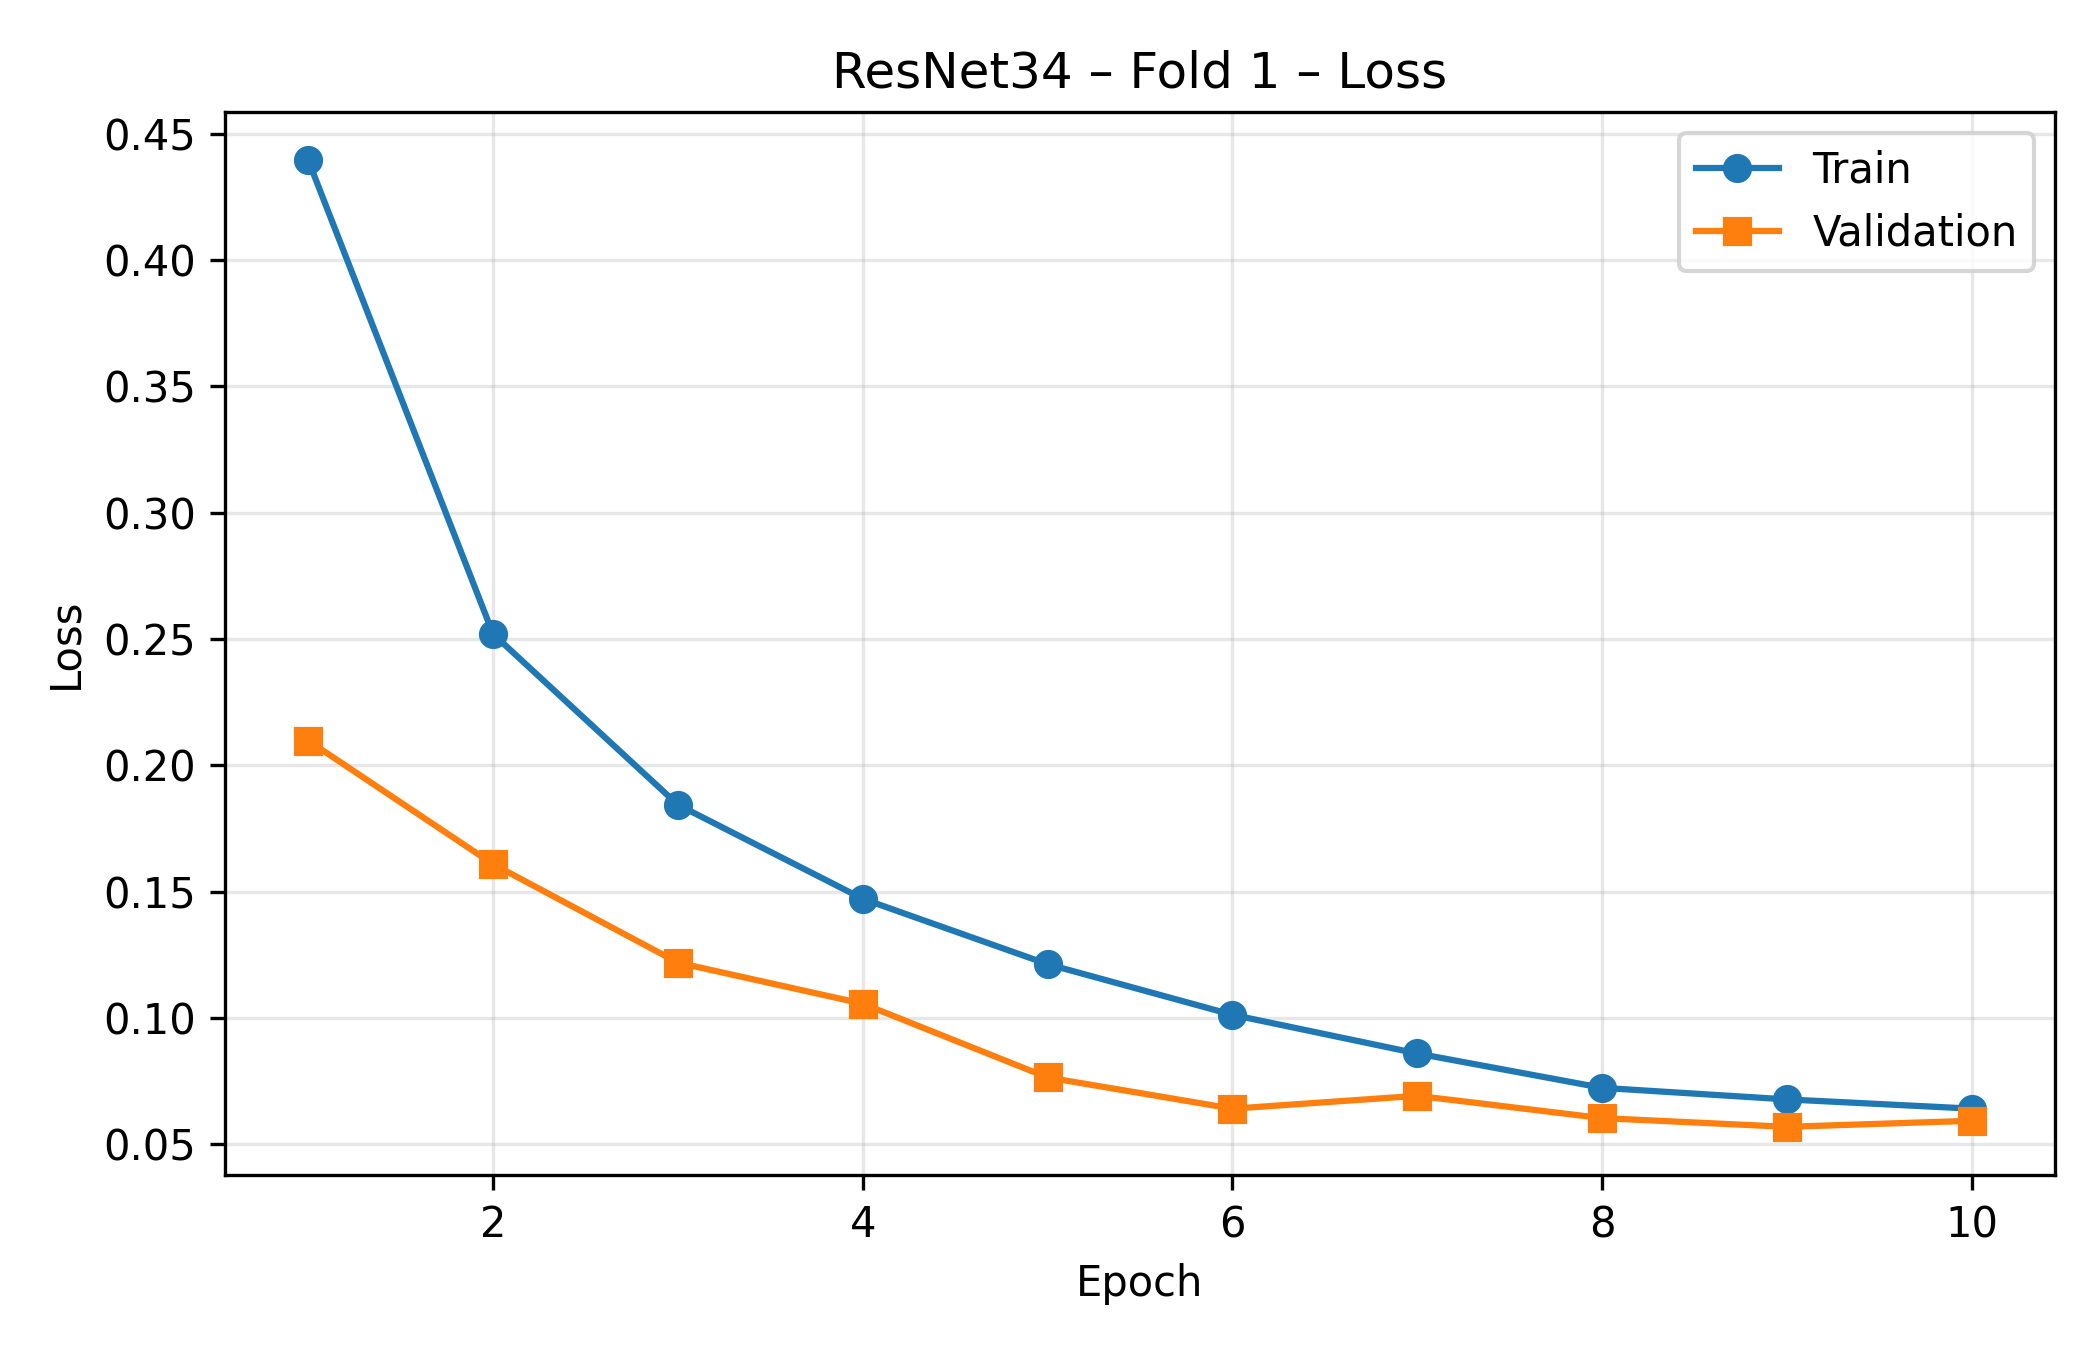 ResNet34 – Fold 1 – Loss
Train
Validation
0.45
0.40
0.35
0.30
0.25
0.20
0.15
0.10
0.05
Loss
2 4 6 8 10
Epoch